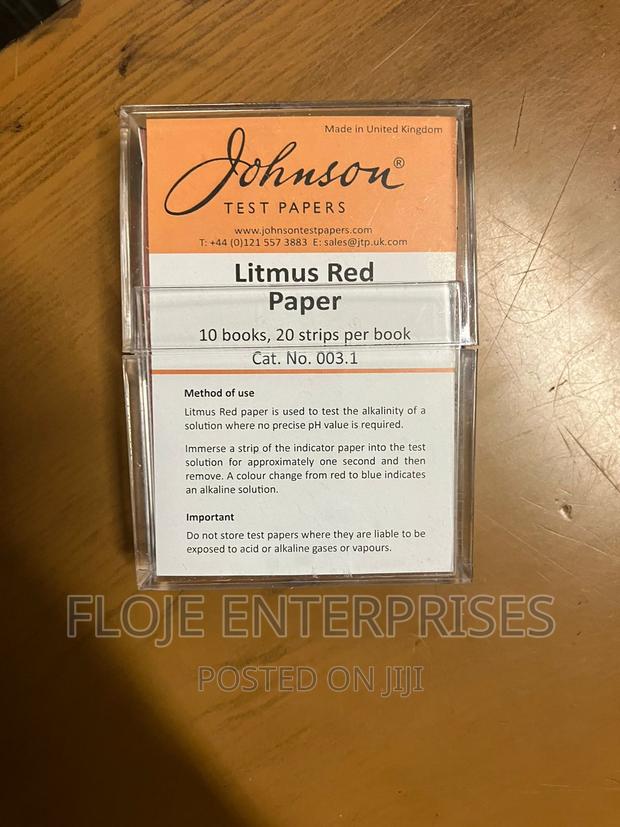 Made in United Kingdom
Johnson®
TEST PAPERS
www.johnsontestpapers.com
T: +44 (0)121 557 3883 E: sales@jtp.uk.com
Litmus Red
Paper
10 books, 20 strips per book
Cat. No. 003.1
Method of use
Litmus Red paper is used to test the alkalinity of a
solution where no precise pH value is required.
Immerse a strip of the indicator paper into the test
solution for approximately one second and then
remove. A colour change from red to blue indicates
an alkaline solution.
Important
Do not store test papers where they are liable to be
exposed to acid or alkaline gases or vapours.
FLOJE ENTERPRISES
POSTED ON JIJI